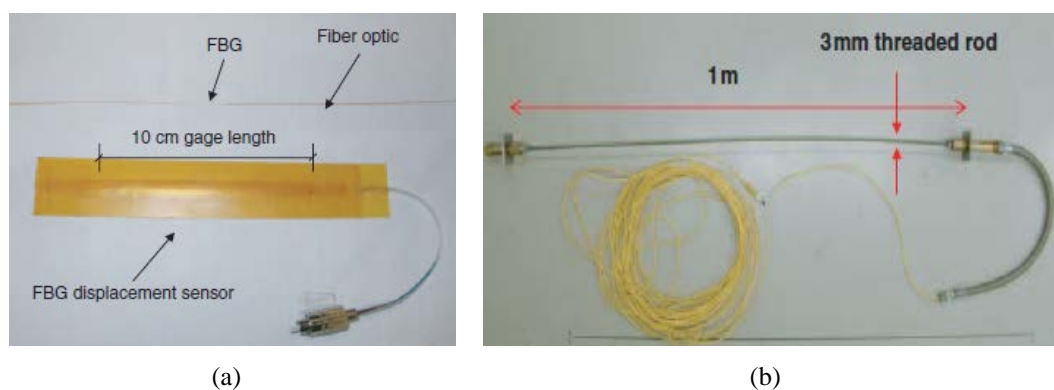 FBG
Fiber optic
10 cm gage length
FBG displacement sensor
(a)
3mm threaded rod
1m
(b)